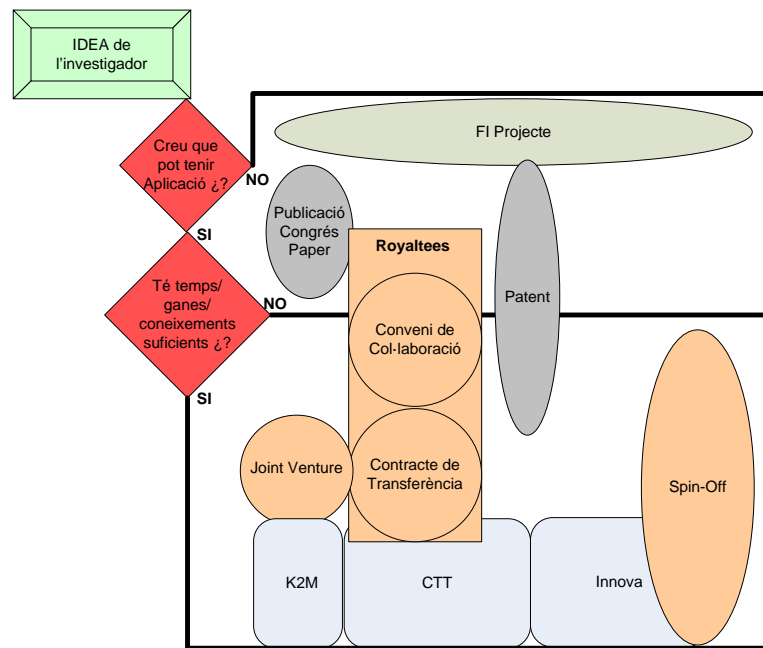 IDEA de
l'investigador
FI Projecte
Creu que
pot tenir
Aplicació ¿?
NO
SI
Publicació
Congrés
Paper
Royaltees
Patent
Té temps/
ganes/
coneixements
suficients ¿?
NO
SI
Conveni de
Col·laboració
Joint Venture
Contracte de
Transferència
Spin-Off
K2M
CTT
Innova